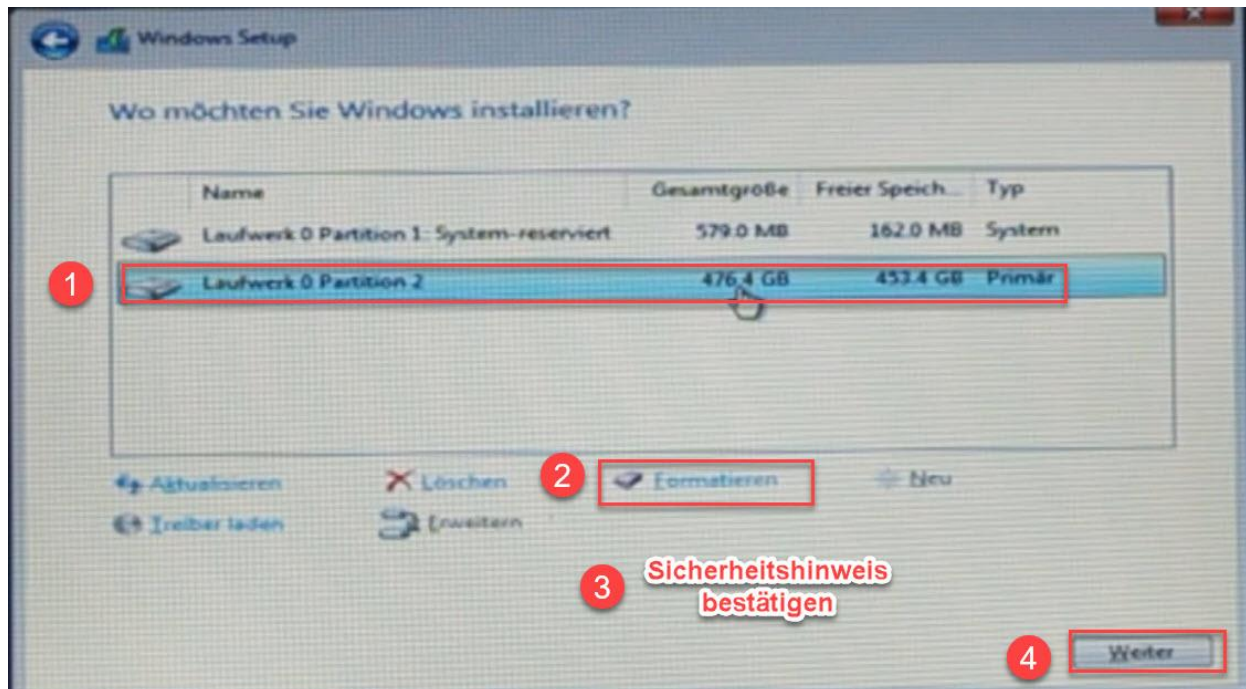 Windows Setup
Wo möchten Sie Windows installieren?
Name Gesamtgröße Freier Speich... Typ
Laufwerk 0 Partition 1: System-reserviert 579.0 MB 162.0 MB System
1 Laufwerk 0 Partition 2 476.4 GB 453.4 GB Primär
Aktualisieren Löschen 2 Formatieren Neu
Treiber laden Erweitern
3 Sicherheitshinweis
bestätigen
4 Weiter